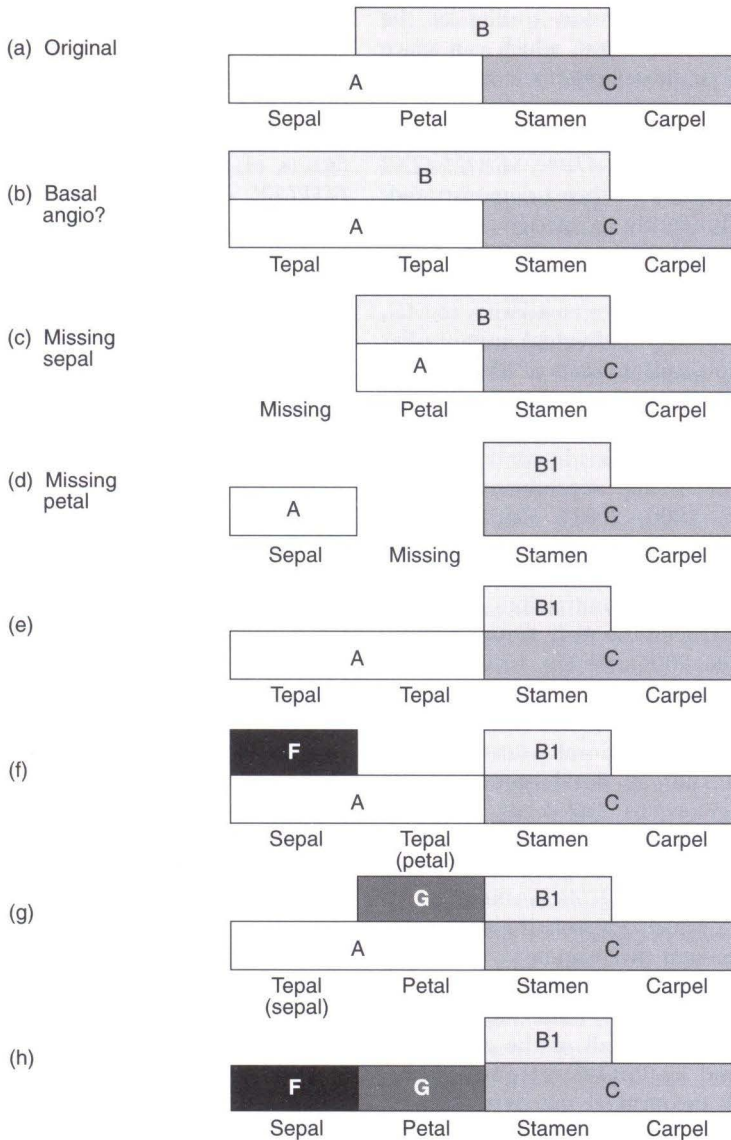 (a) Original
B
A
C
Sepal Petal Stamen Carpel
(b) Basal
angio?
B
A
C
Tepal Tepal Stamen Carpel
(c) Missing
sepal
B
A
C
Missing Petal Stamen Carpel
(d) Missing
petal
B1
A
C
Sepal Missing Stamen Carpel
(e)
B1
A
C
Tepal Tepal Stamen Carpel
(f)
F
B1
A
C
Sepal Tepal Stamen Carpel
(petal)
(g)
G
B1
A
C
Tepal Petal Stamen Carpel
(sepal)
(h)
B1
F
G
C
Sepal Petal Stamen Carpel